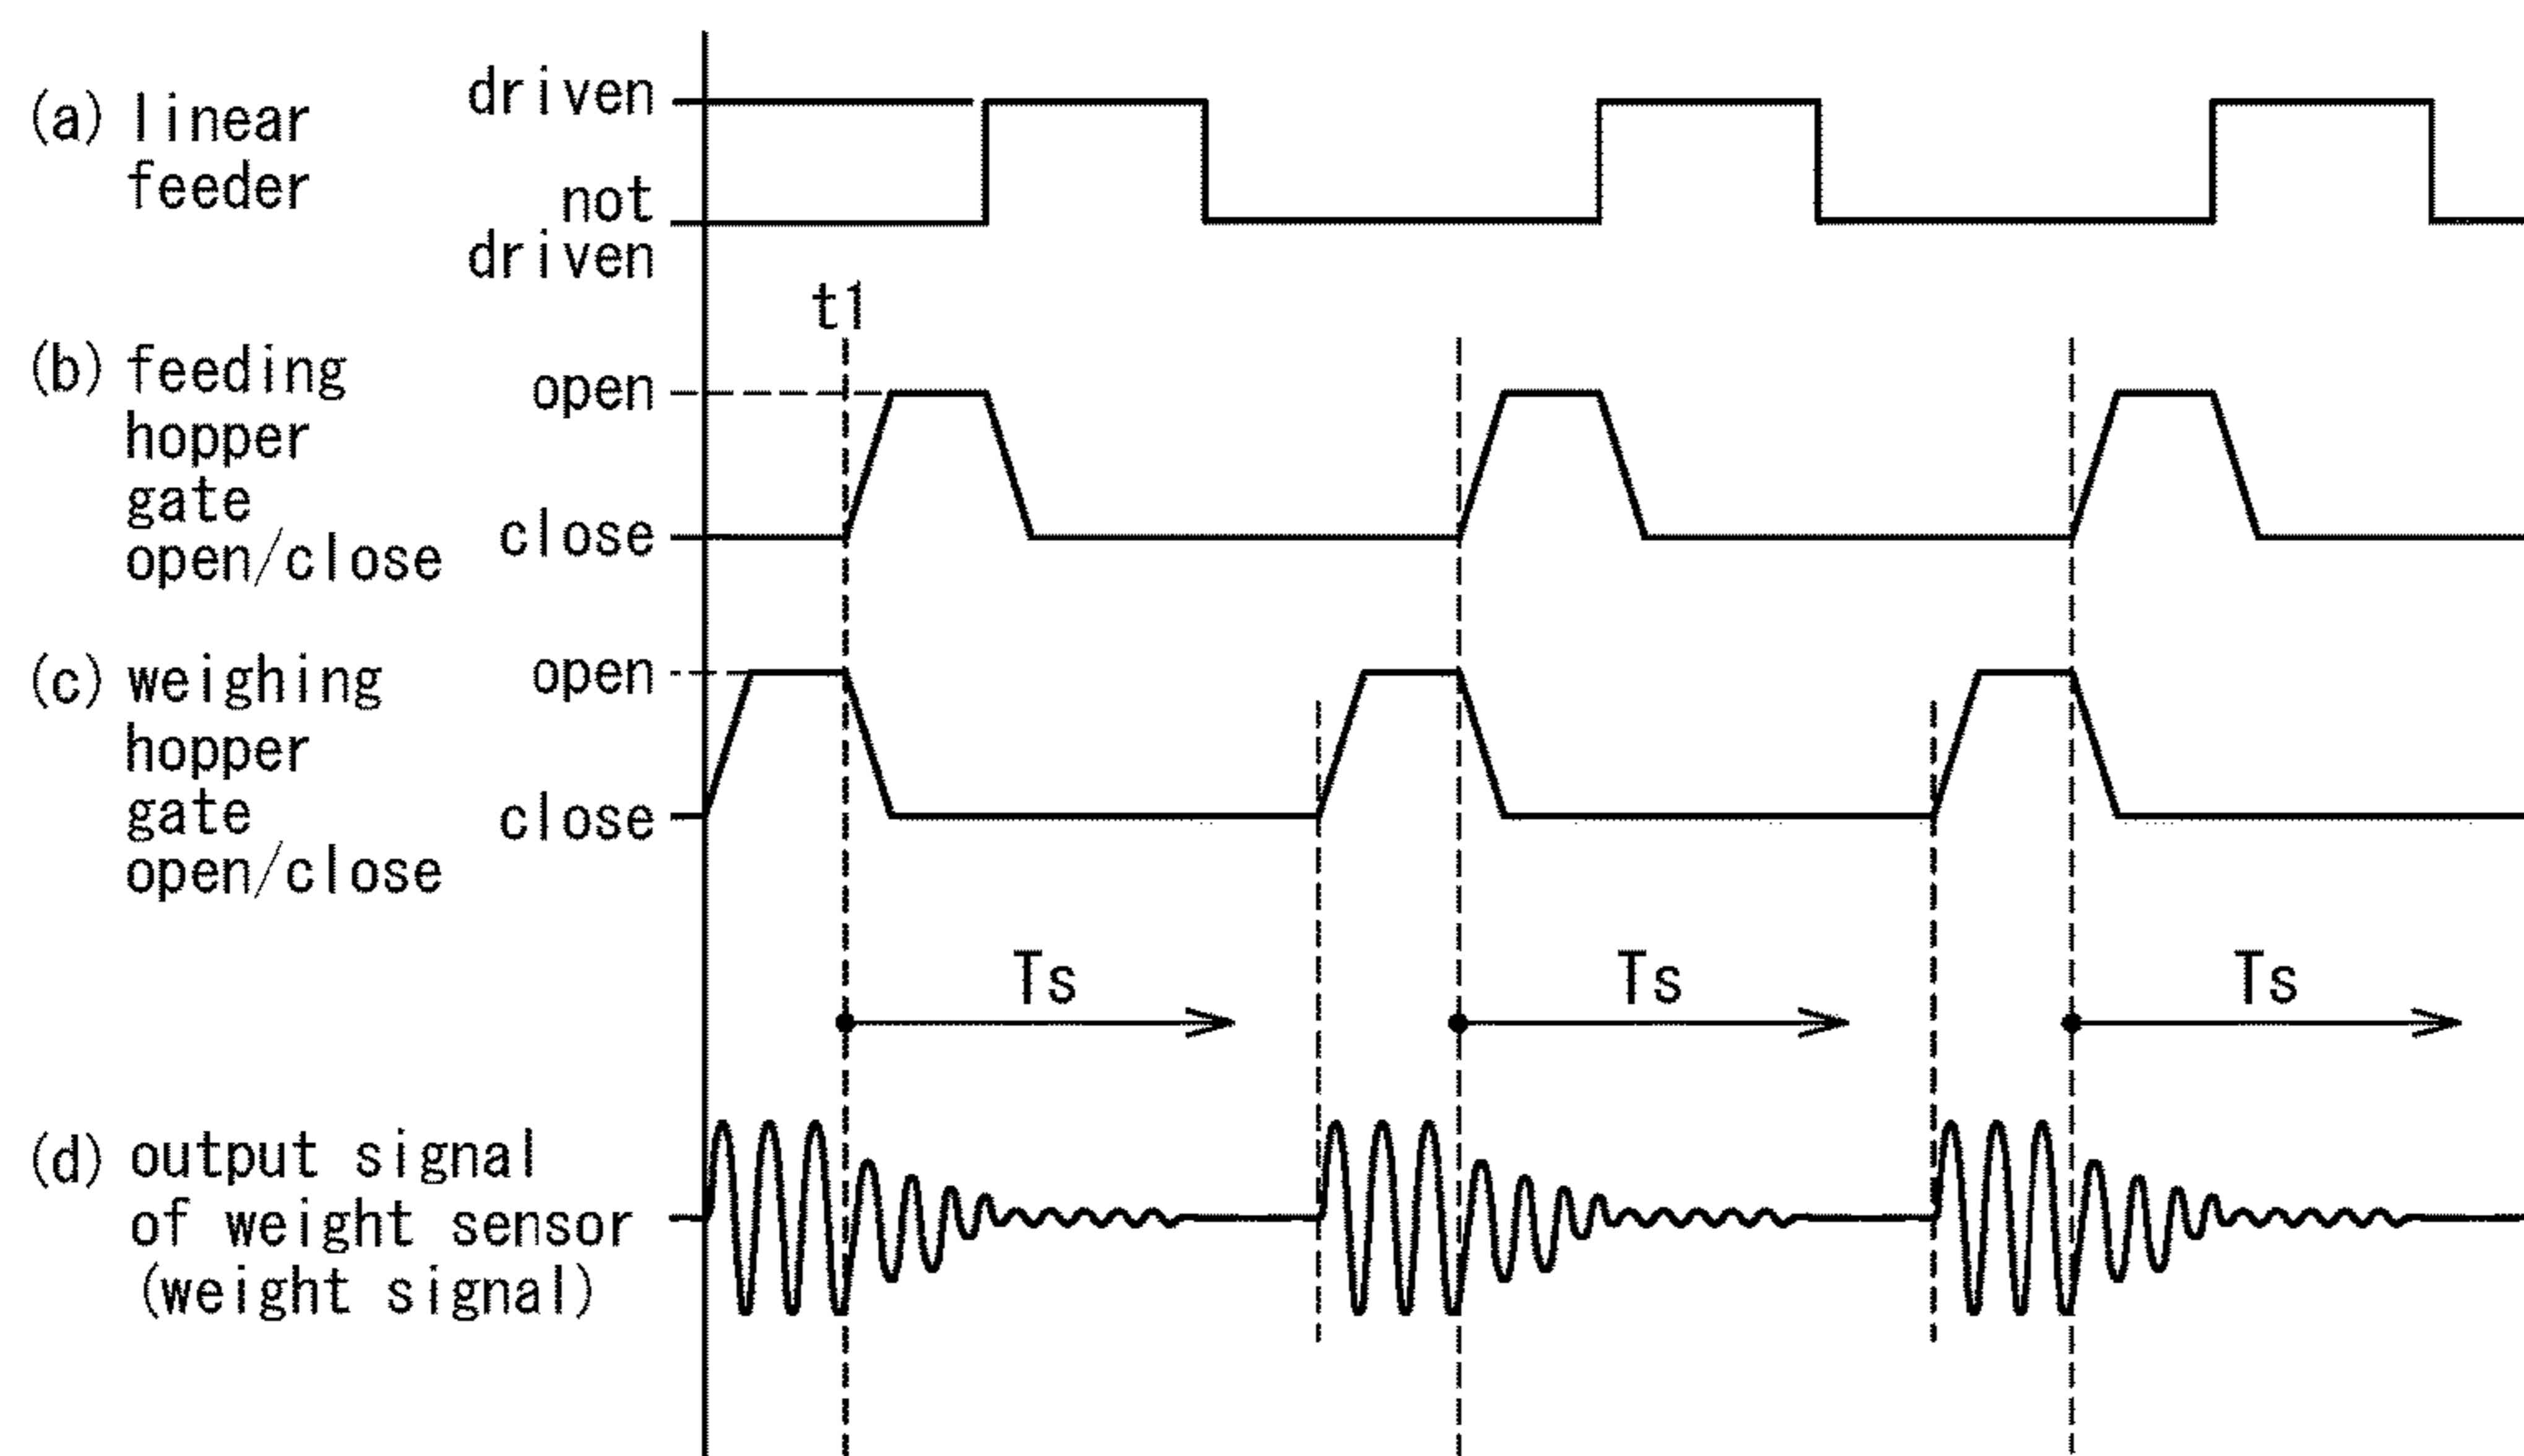 (a) linear
feeder
driven
not
driven
t1
(b) feeding
hopper
gate
open/close
open
close
(c) weighing
hopper
gate
open/close
open
close
Ts
Ts
Ts
(d) output signal
of weight sensor
(weight signal)